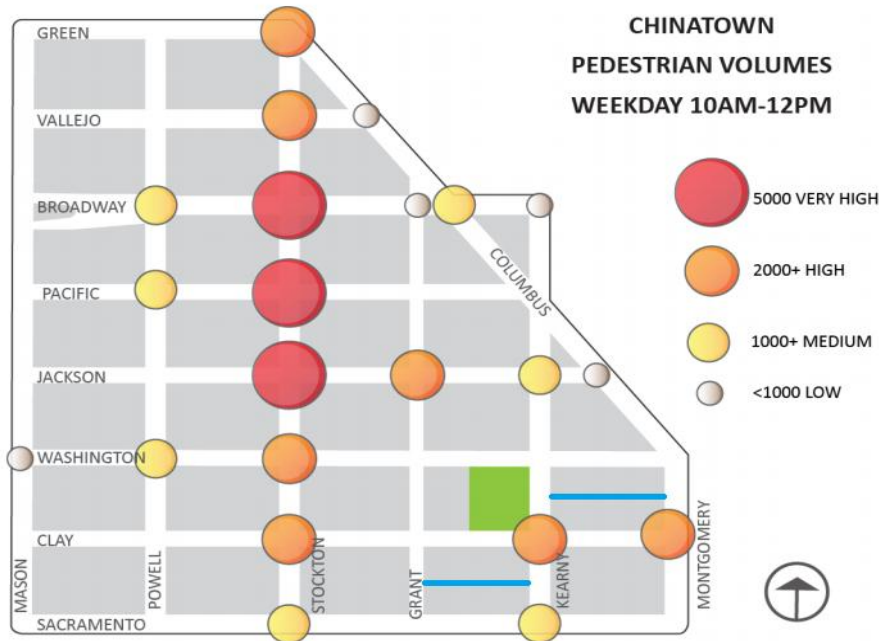 CHINATOWN
PEDESTRIAN VOLUMES
WEEKDAY 10AM-12PM
GREEN
VALLEJO
BROADWAY
PACIFIC
JACKSON
WASHINGTON
CLAY
SACRAMENTO
MASON
POWELL
STOCKTON
GRANT
KEARNY
MONTGOMERY
COLUMBUS
5000 VERY HIGH
2000+ HIGH
1000+ MEDIUM
<1000 LOW